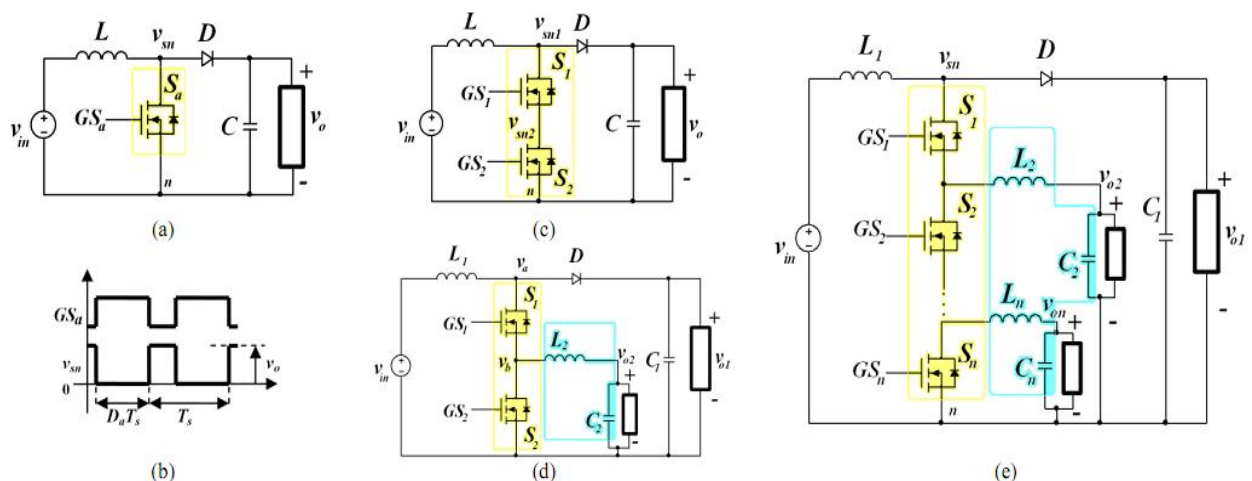 L
v_sn
D
S_a
GS_a
v_in
C
+
v_o
-
n
(a)
GS_a
v_sn
0
v_o
D_aT_s
T_s
(b)
L
v_sn1
D
S_1
GS_1
v_sn2
v_in
C
+
v_o
-
GS_2
n
S_2
(c)
L_1
v_a
D
S_1
GS_1
L_2
v_o2
v_b
v_in
+
C_1
+
v_o1
-
GS_2
C_2
-
S_2
(d)
L_1
v_sn
D
S_1
GS_1
L_2
v_o2
S_2
+
GS_2
C_2
-
v_in
C_1
+
v_o1
-
L_n
v_on
+
S_n
GS_n
C_n
-
n
(e)